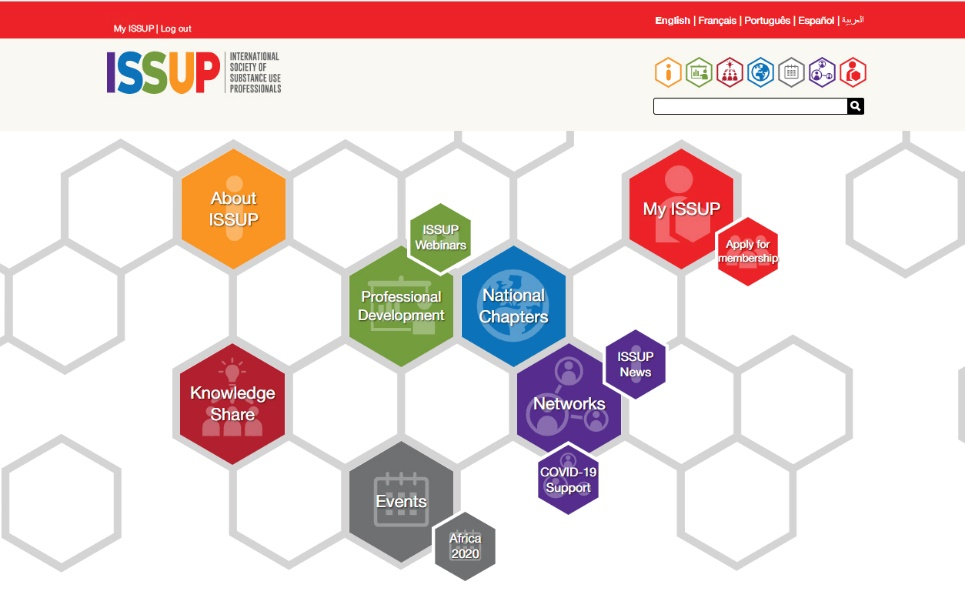 My ISSUP | Log out
English | Français | Português | Español | العربية
ISSUP
INTERNATIONAL
SOCIETY OF
SUBSTANCE USE
PROFESSIONALS
About
ISSUP
My ISSUP
ISSUP
Webinars
Apply for
membership
Professional
Development
National
Chapters
ISSUP
News
Knowledge
Share
Networks
COVID-19
Support
Events
Africa
2020